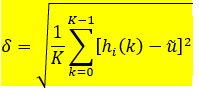 δ = √(1/K ∑_{k=0}^{K-1} [h_i(k) − ũ]²)